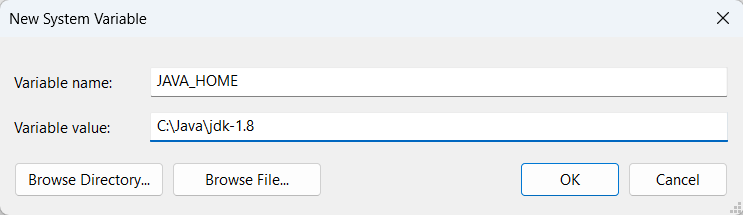 New System Variable
Variable name:
JAVA_HOME
Variable value:
C:\Java\jdk-1.8
Browse Directory...
Browse File...
OK
Cancel